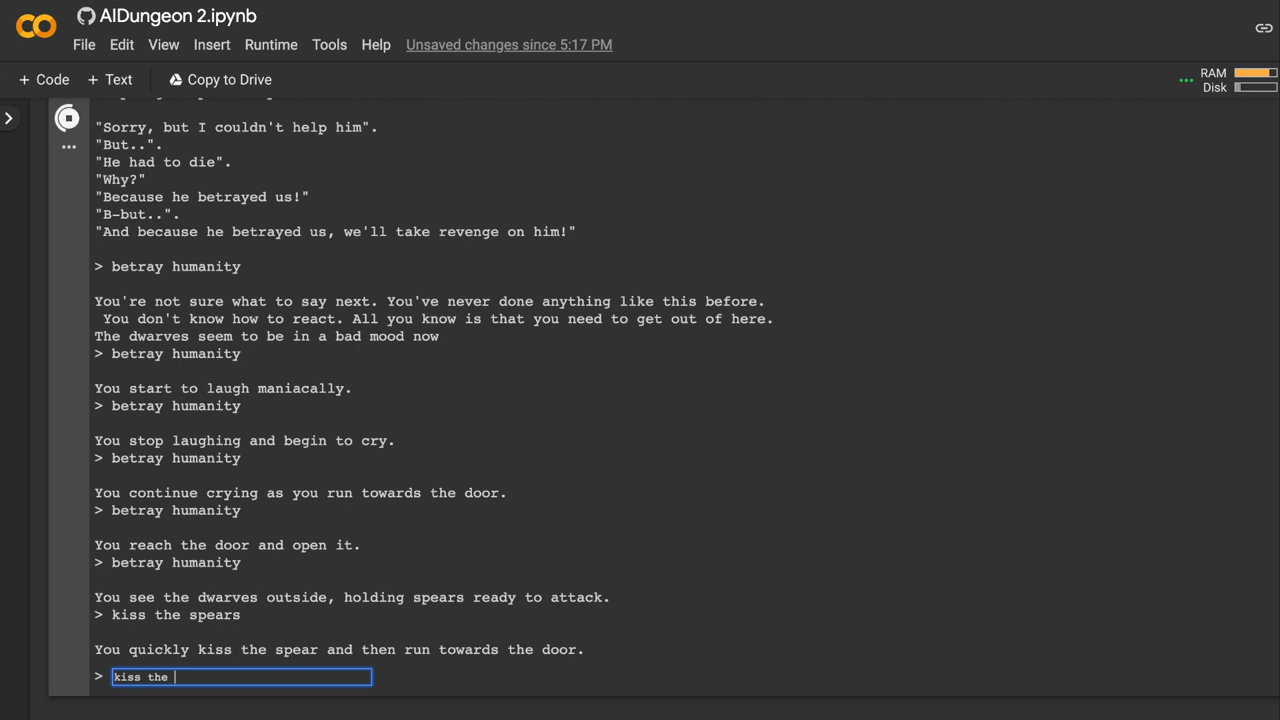 AIDungeon 2.ipynb
File Edit View Insert Runtime Tools Help Unsaved changes since 5:17 PM
+ Code + Text Copy to Drive
RAM
Disk
"Sorry, but I couldn't help him".
"But..".
"He had to die".
"Why?"
"Because he betrayed us!"
"B-but..".
"And because he betrayed us, we'll take revenge on him!"
> betray humanity
You're not sure what to say next. You've never done anything like this before.
You don't know how to react. All you know is that you need to get out of here.
The dwarves seem to be in a bad mood now
> betray humanity
You start to laugh maniacally.
> betray humanity
You stop laughing and begin to cry.
> betray humanity
You continue crying as you run towards the door.
> betray humanity
You reach the door and open it.
> betray humanity
You see the dwarves outside, holding spears ready to attack.
> kiss the spears
You quickly kiss the spear and then run towards the door.
> kiss the